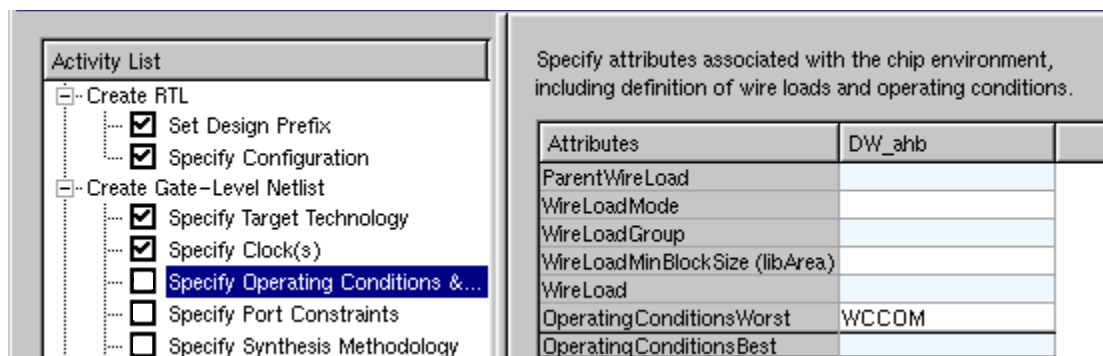 Activity List
Create RTL
Set Design Prefix
Specify Configuration
Create Gate-Level Netlist
Specify Target Technology
Specify Clock(s)
Specify Operating Conditions &...
Specify Port Constraints
Specify Synthesis Methodology
Specify attributes associated with the chip environment,
including definition of wire loads and operating conditions.
Attributes DW_ahb
ParentWireLoad
WireLoadMode
WireLoadGroup
WireLoadMinBlockSize (libArea)
WireLoad
OperatingConditionsWorst WCCOM
OperatingConditionsBest